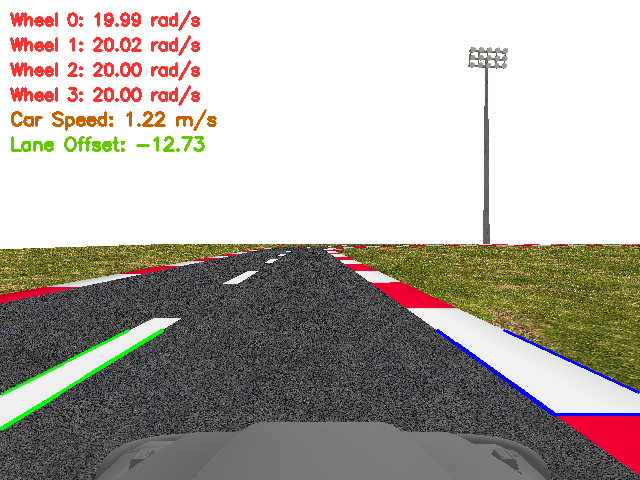 Wheel 0: 19.99 rad/s
Wheel 1: 20.02 rad/s
Wheel 2: 20.00 rad/s
Wheel 3: 20.00 rad/s
Car Speed: 1.22 m/s
Lane Offset: -12.73